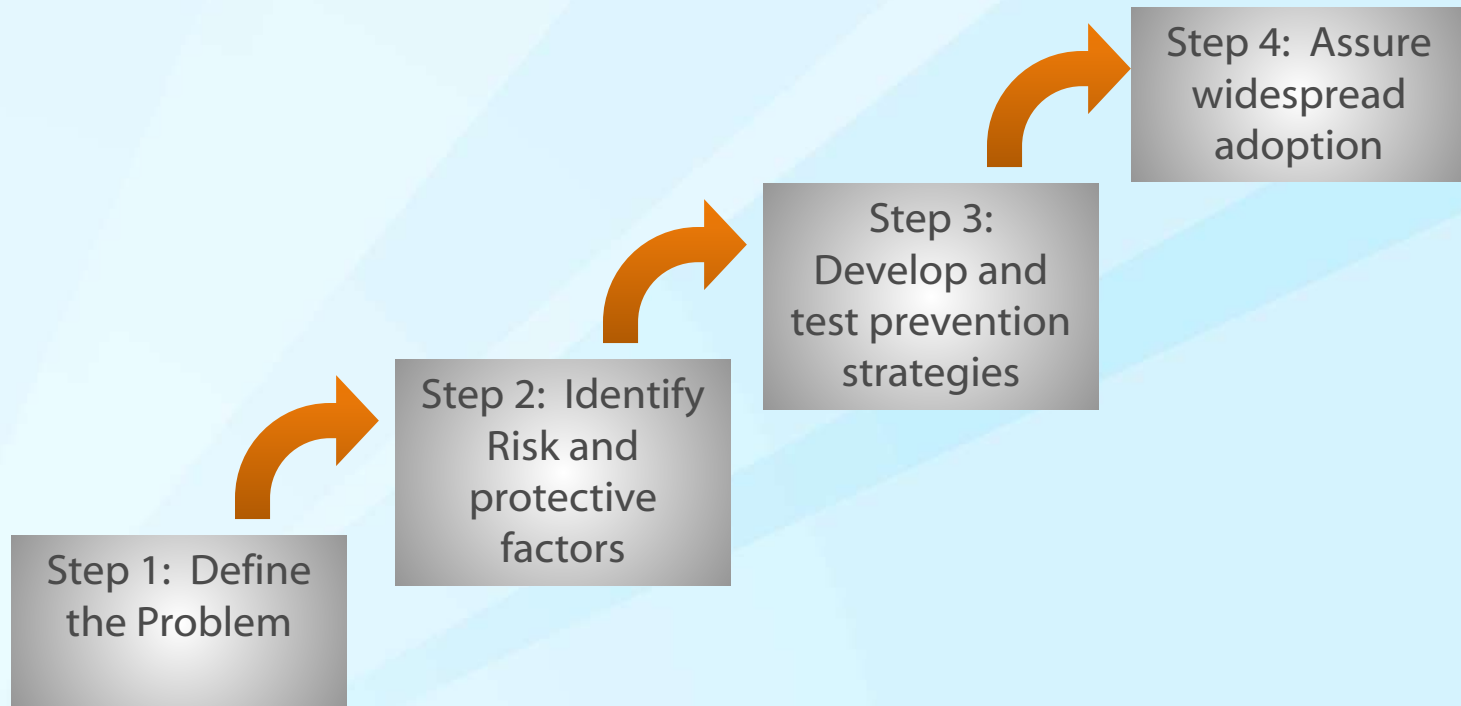 Step 1: Define
the Problem
Step 2: Identify
Risk and
protective
factors
Step 3:
Develop and
test prevention
strategies
Step 4: Assure
widespread
adoption